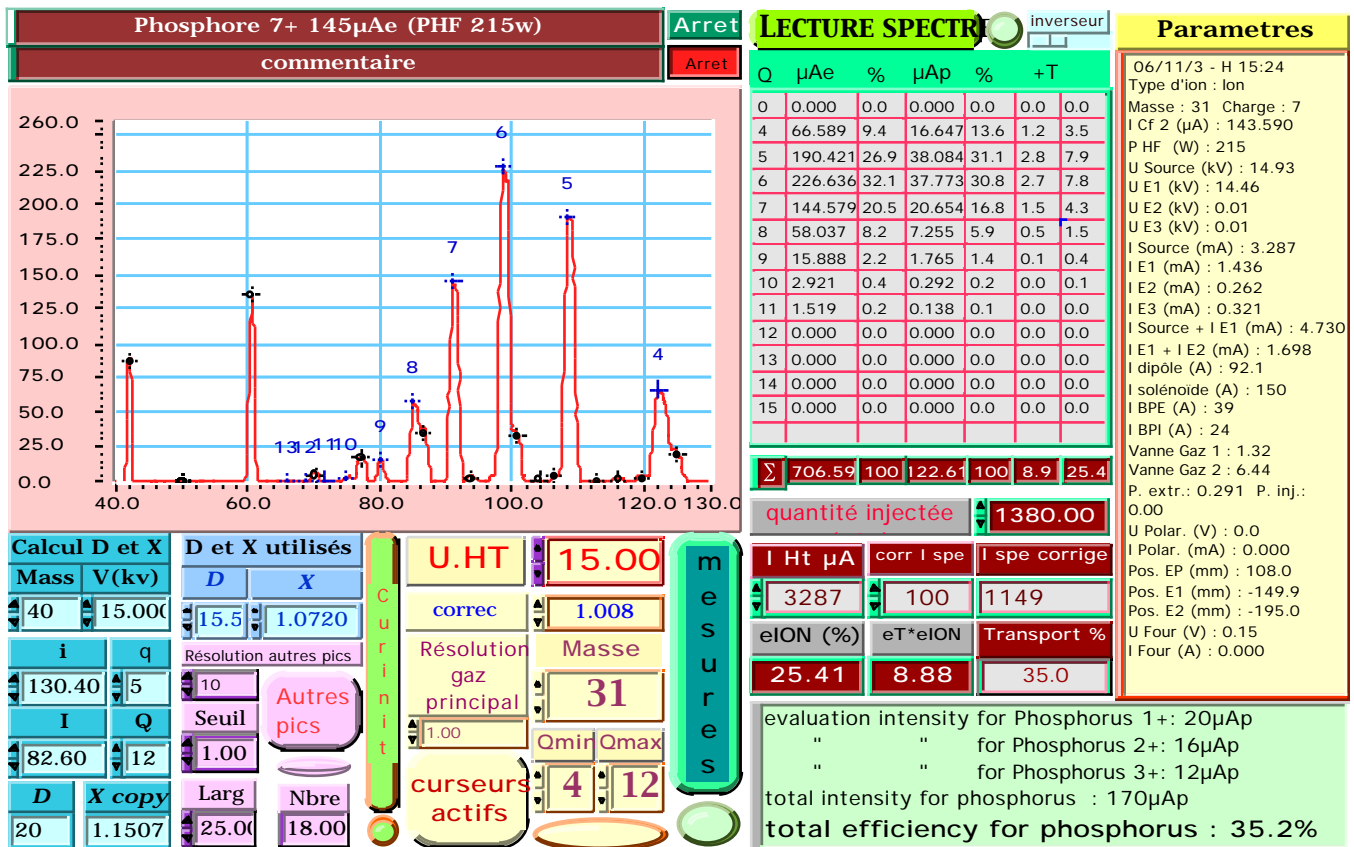 Phosphore 7+ 145µAe (PHF 215w)
Arret
commentaire
Arret
260.0
225.0
200.0
175.0
150.0
125.0
100.0
75.0
50.0
25.0
0.0
40.0 60.0 80.0 100.0 120.0 130.0
13 12 11 10 9 8 7 6 5 4
LECTURE SPECTRE
inverseur
Q µAe % µAp % +T
0 0.000 0.0 0.000 0.0 0.0 0.0
4 66.589 9.4 16.647 13.6 1.2 3.5
5 190.421 26.9 38.084 31.1 2.8 7.9
6 226.636 32.1 37.773 30.8 2.7 7.8
7 144.579 20.5 20.654 16.8 1.5 4.3
8 58.037 8.2 7.255 5.9 0.5 1.5
9 15.888 2.2 1.765 1.4 0.1 0.4
10 2.921 0.4 0.292 0.2 0.0 0.1
11 1.519 0.2 0.138 0.1 0.0 0.0
12 0.000 0.0 0.000 0.0 0.0 0.0
13 0.000 0.0 0.000 0.0 0.0 0.0
14 0.000 0.0 0.000 0.0 0.0 0.0
15 0.000 0.0 0.000 0.0 0.0 0.0
Σ 706.59 100 122.61 100 8.9 25.4
quantité injectée 1380.00
I Ht µA corr I spe I spe corrige
3287 100 1149
eION (%) eT*eION Transport %
25.41 8.88 35.0
Parametres
06/11/3 - H 15:24
Type d'ion : Ion
Masse : 31 Charge : 7
I Cf 2 (µA) : 143.590
P HF (W) : 215
U Source (kV) : 14.93
U E1 (kV) : 14.46
U E2 (kV) : 0.01
U E3 (kV) : 0.01
I Source (mA) : 3.287
I E1 (mA) : 1.436
I E2 (mA) : 0.262
I E3 (mA) : 0.321
I Source + I E1 (mA) : 4.730
I E1 + I E2 (mA) : 1.698
I dipôle (A) : 92.1
I solénoïde (A) : 150
I BPE (A) : 39
I BPI (A) : 24
Vanne Gaz 1 : 1.32
Vanne Gaz 2 : 6.44
P. extr.: 0.291 P. inj.:
0.00
U Polar. (V) : 0.0
I Polar. (mA) : 0.000
Pos. EP (mm) : 108.0
Pos. E1 (mm) : -149.9
Pos. E2 (mm) : -195.0
U Four (V) : 0.15
I Four (A) : 0.000
Calcul D et X
Mass V(kv)
40 15.000
i q
130.40 5
I Q
82.60 12
D X copy
20 1.1507
D et X utilisés
D X
15.5 1.0720
Résolution autres pics
10
Autres
pics
Seuil
1.00
Larg
25.00
Nbre
18.00
Curinit
U.HT 15.00
correc 1.008
Résolution
gaz
principal
1.00
Masse
31
Qmin Qmax
4 12
curseurs
actifs
mesures
evaluation intensity for Phosphorus 1+: 20µAp
" " for Phosphorus 2+: 16µAp
" " for Phosphorus 3+: 12µAp
total intensity for phosphorus : 170µAp
total efficiency for phosphorus : 35.2%